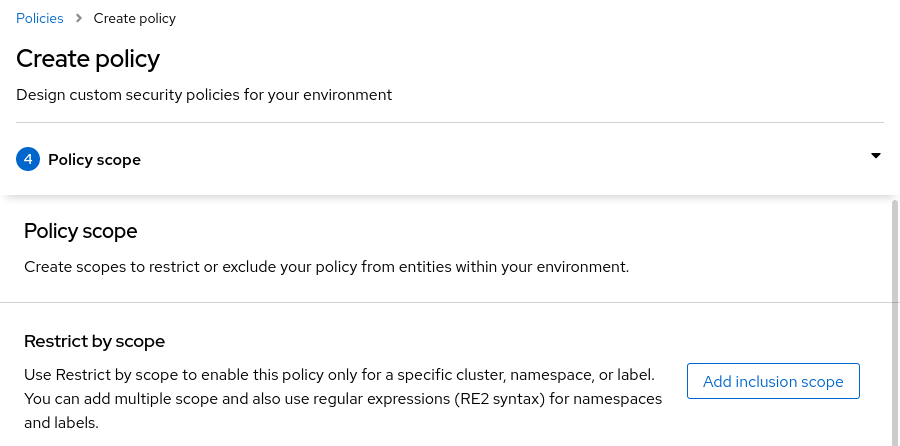 Policies > Create policy
Create policy
Design custom security policies for your environment
4 Policy scope
Policy scope
Create scopes to restrict or exclude your policy from entities within your environment.
Restrict by scope
Use Restrict by scope to enable this policy only for a specific cluster, namespace, or label.
You can add multiple scope and also use regular expressions (RE2 syntax) for namespaces
and labels.
Add inclusion scope